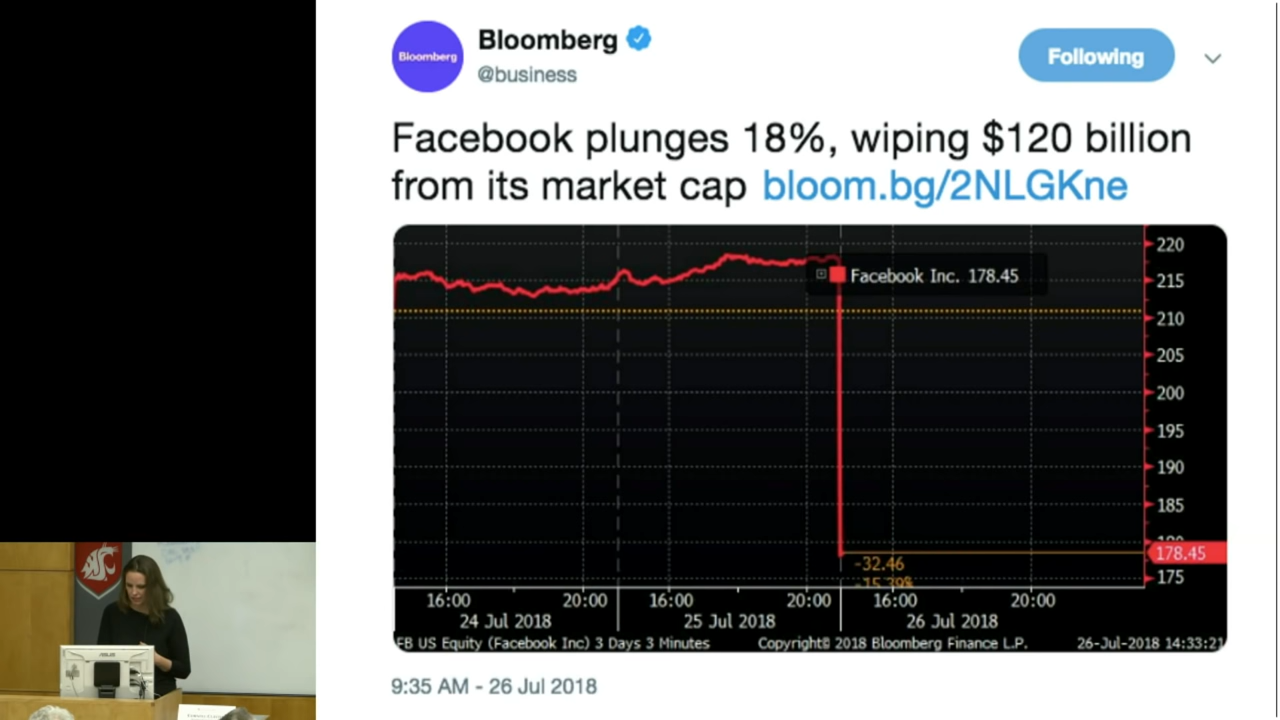 Bloomberg
Bloomberg
@business
Following
Facebook plunges 18%, wiping $120 billion
from its market cap bloom.bg/2NLGKne
220
Facebook Inc. 178.45
215
210
205
200
195
190
185
180
178.45
-32.46
-15.39%
175
16:00 20:00 16:00 20:00 16:00 20:00
24 Jul 2018 25 Jul 2018 26 Jul 2018
FB US Equity (Facebook Inc) 3 Days 3 Minutes Copyright© 2018 Bloomberg Finance L.P. 26-Jul-2018 14:33:21
9:35 AM - 26 Jul 2018
ASUS